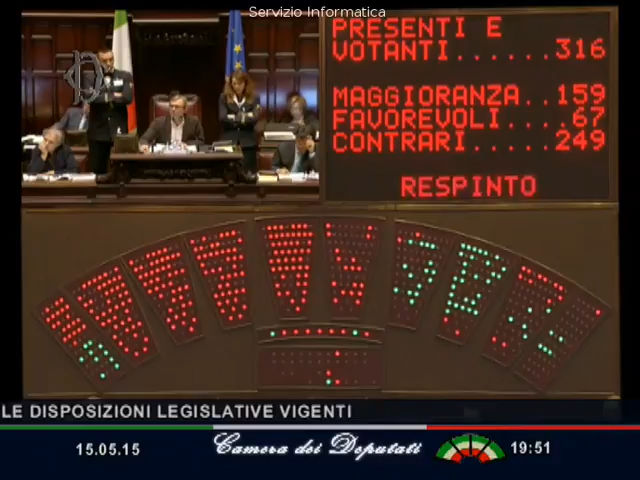 Servizio Informatica
PRESENTI E
VOTANTI......316
MAGGIORANZA..159
FAVOREVOLI....67
CONTRARI.....249
RESPINTO
LE DISPOSIZIONI LEGISLATIVE VIGENTI
15.05.15
Camera dei Deputati
19:51